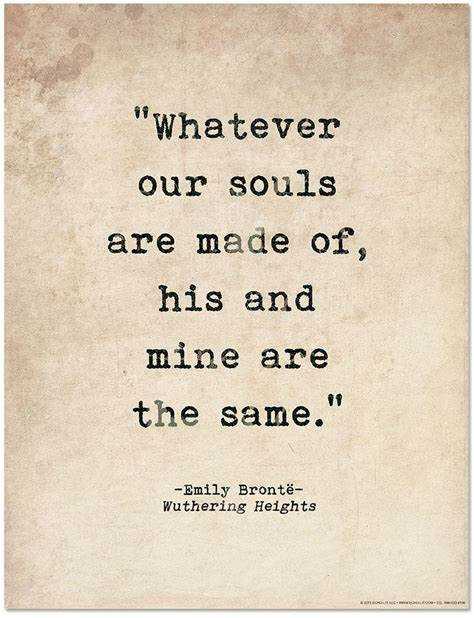 "Whatever
our souls
are made of,
his and
mine are
the same."
-Emily Brontë-
Wuthering Heights